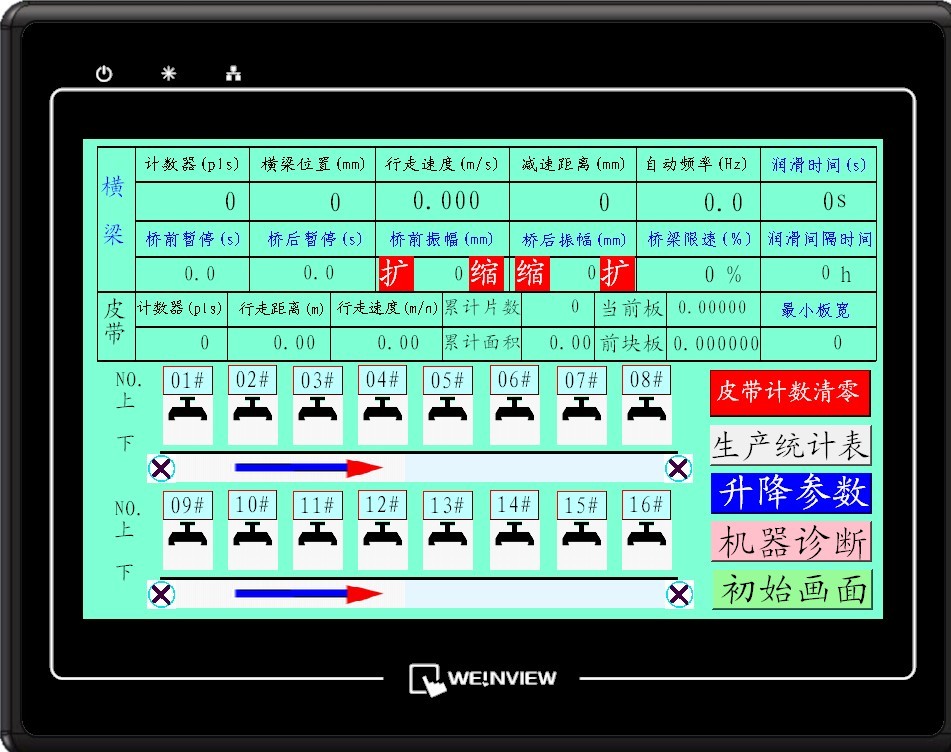 横梁
计数器(pls) 横梁位置(mm) 行走速度(m/s) 减速距离(mm) 自动频率(Hz) 润滑时间(s)
0 0 0.000 0 0.0 0s
桥前暂停(s) 桥后暂停(s) 桥前振幅(mm) 桥后振幅(mm) 桥梁限速(%) 润滑间隔时间
0.0 0.0 扩 0 缩 缩 0 扩 0 % 0 h
皮带
计数器(pls) 行走距离(m) 行走速度(m/n) 累计片数 0 当前板 0.00000 最小板宽
0 0.00 0.00 累计面积 0.00 前块板 0.000000 0
NO. 01# 02# 03# 04# 05# 06# 07# 08#
上
下
NO. 09# 10# 11# 12# 13# 14# 15# 16#
上
下
皮带计数清零
生产统计表
升降参数
机器诊断
初始画面
WEINVIEW